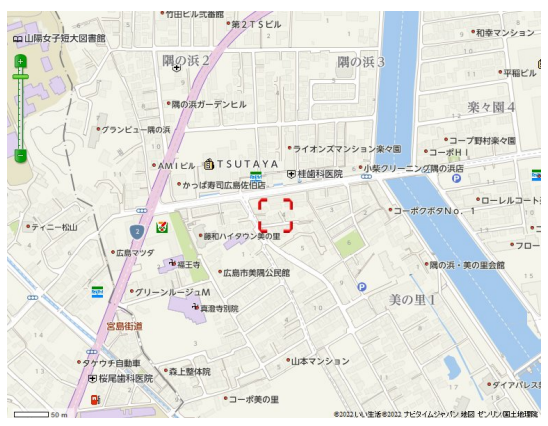 竹田ビル弐番館
第2TSビル
和幸マンション
山陽女子短大図書館
隅の浜2
隅の浜3
平稲ビル
隅の浜ガーデンヒル
楽々園4
グランビュー隅の浜
コープ野村楽々園
ライオンズマンション楽々園
コーポHI
AMIビル
TSUTAYA
桂歯科医院
小柴クリーニング隅の浜店
かっぱ寿司広島佐伯店
P
ローレルコート
コーポクボタNo.1
ティニー松山
2
藤和ハイタウン美の里
フロー
広島マツダ
福王寺
広島市美隅公民館
隅の浜・美の里会館
グリーンルージュM
P
美の里1
真澄寺別院
宮島街道
タケウチ自動車
山本マンション
森上整体院
桜尾歯科医院
ダイアパレス
コーポ美の里
50 m
©2022いい生活©2022 ナビタイムジャパン 地図 ゼンリン/国土地理院